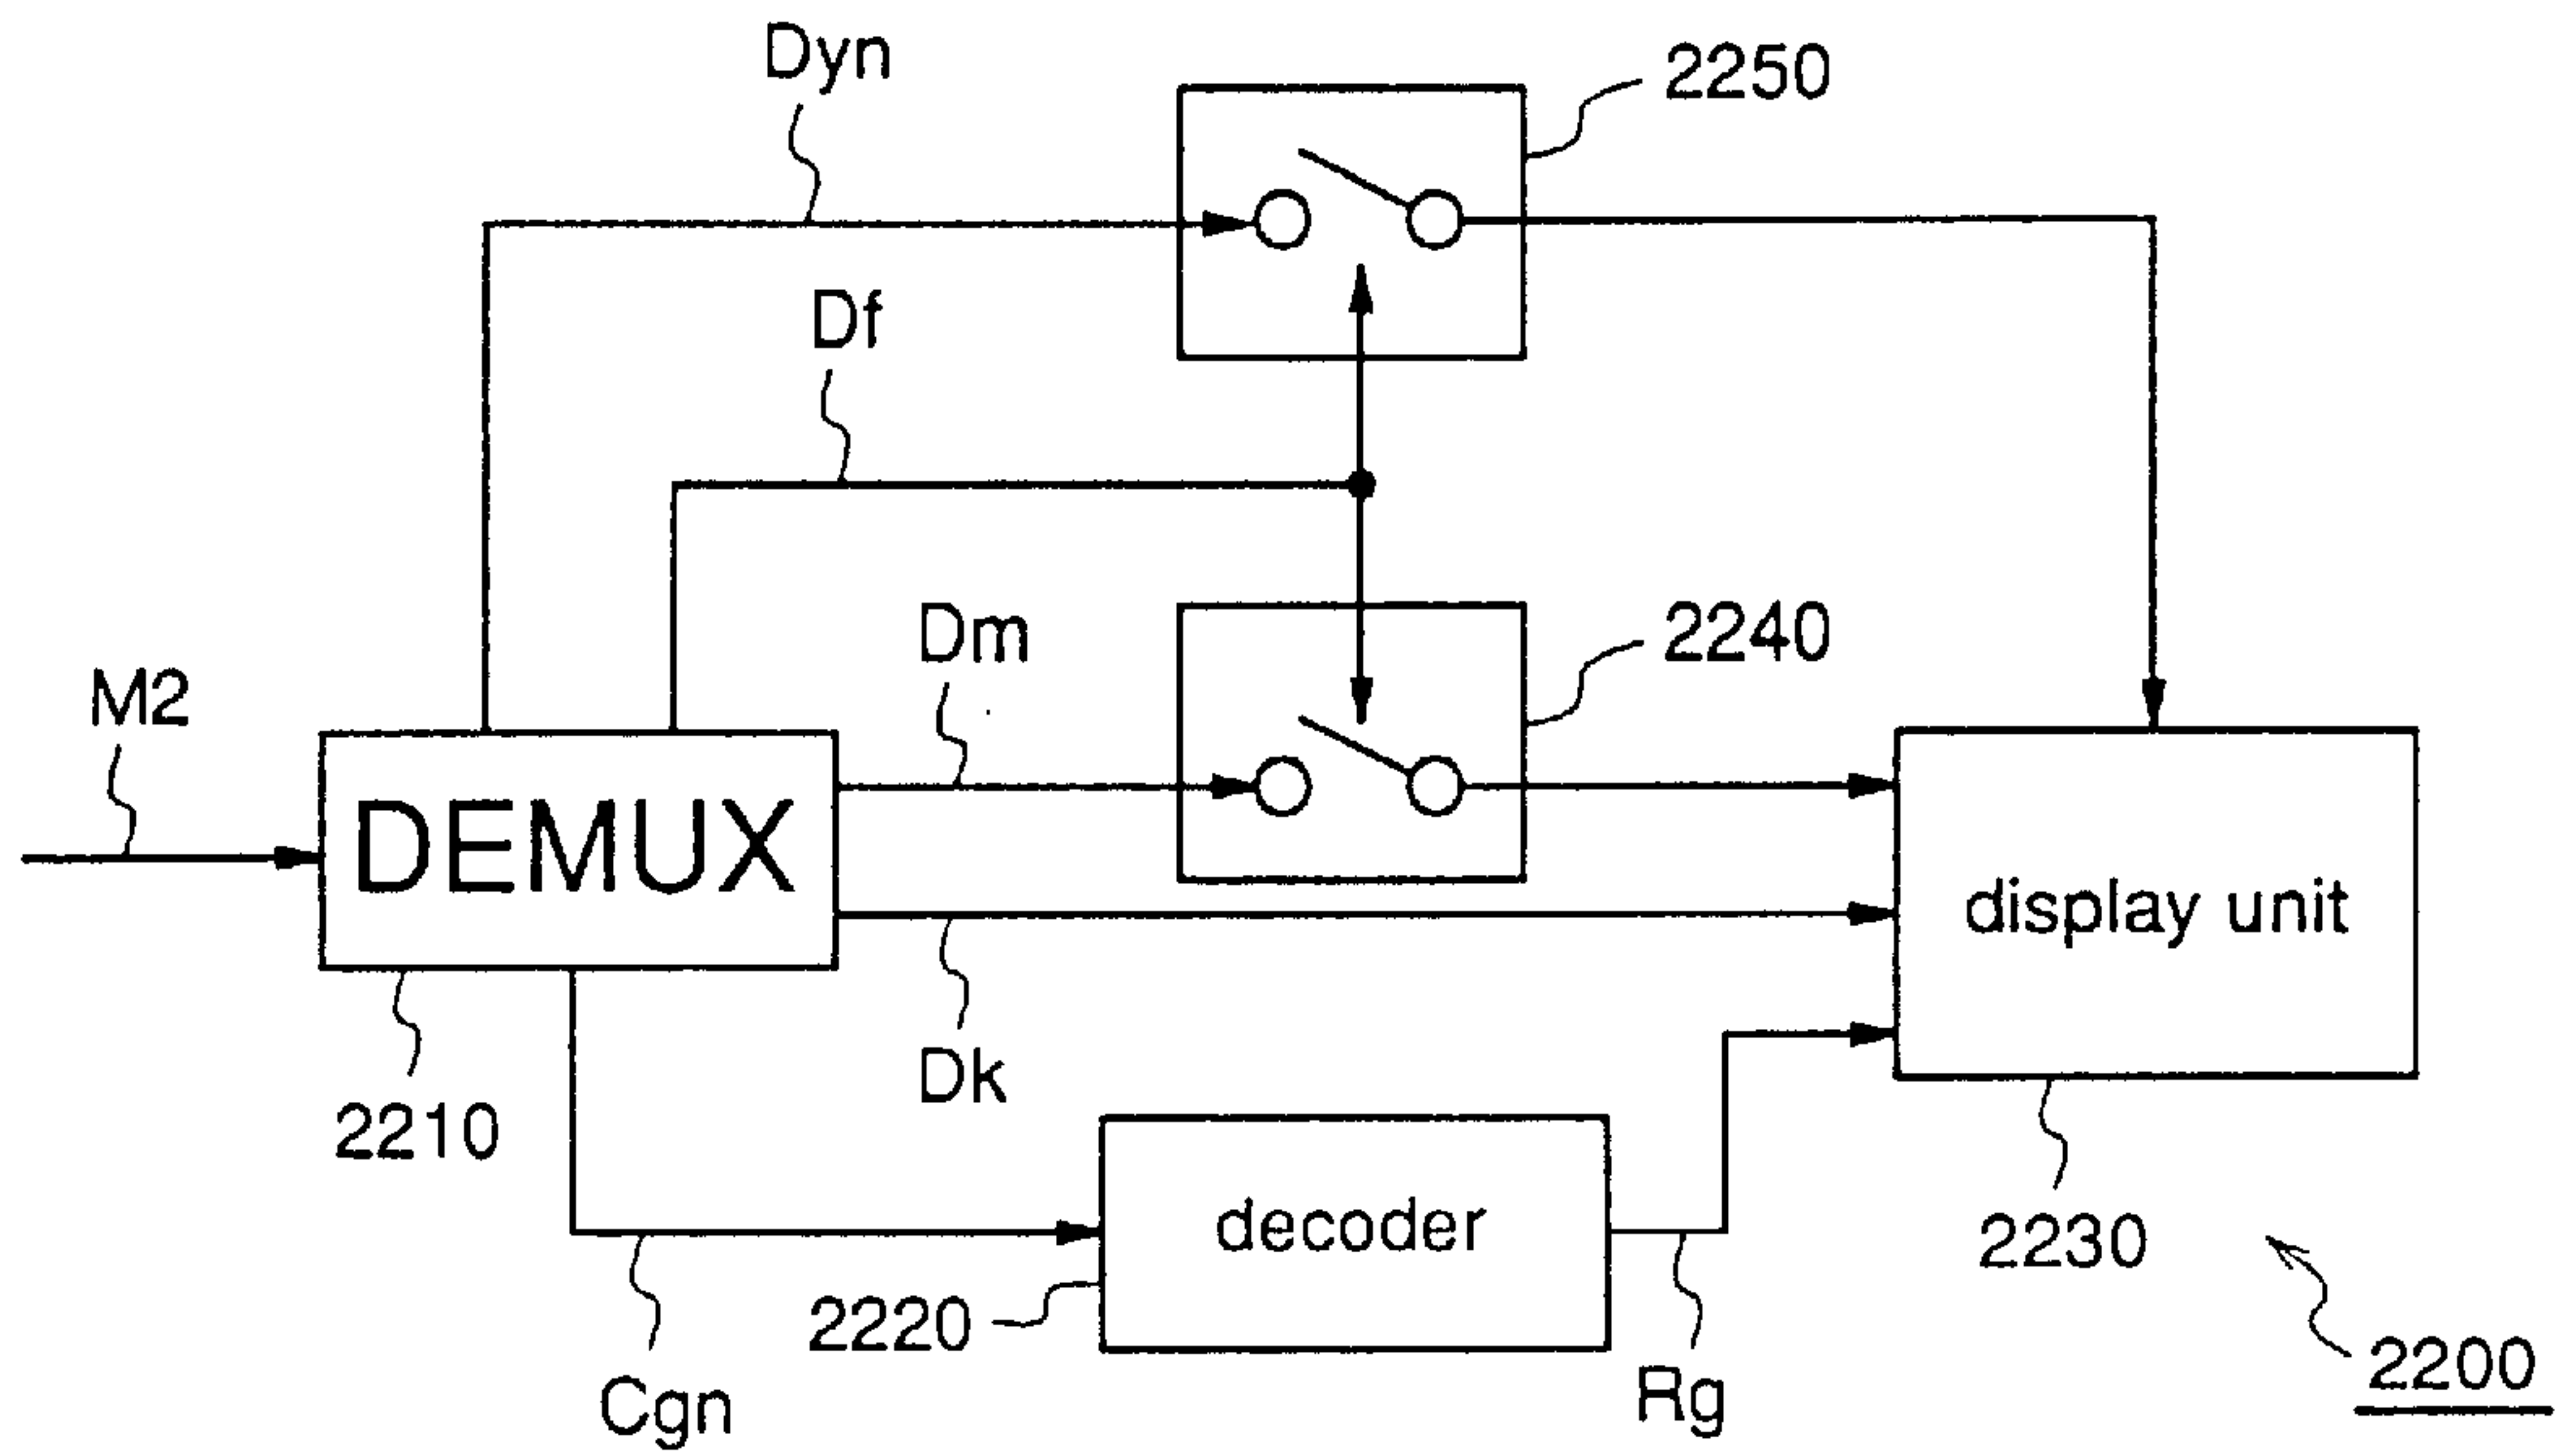 Dyn
2250
Df
Dm
2240
M2
DEMUX
display unit
Dk
2210
decoder
2230
2220
Cgn
Rg
2200